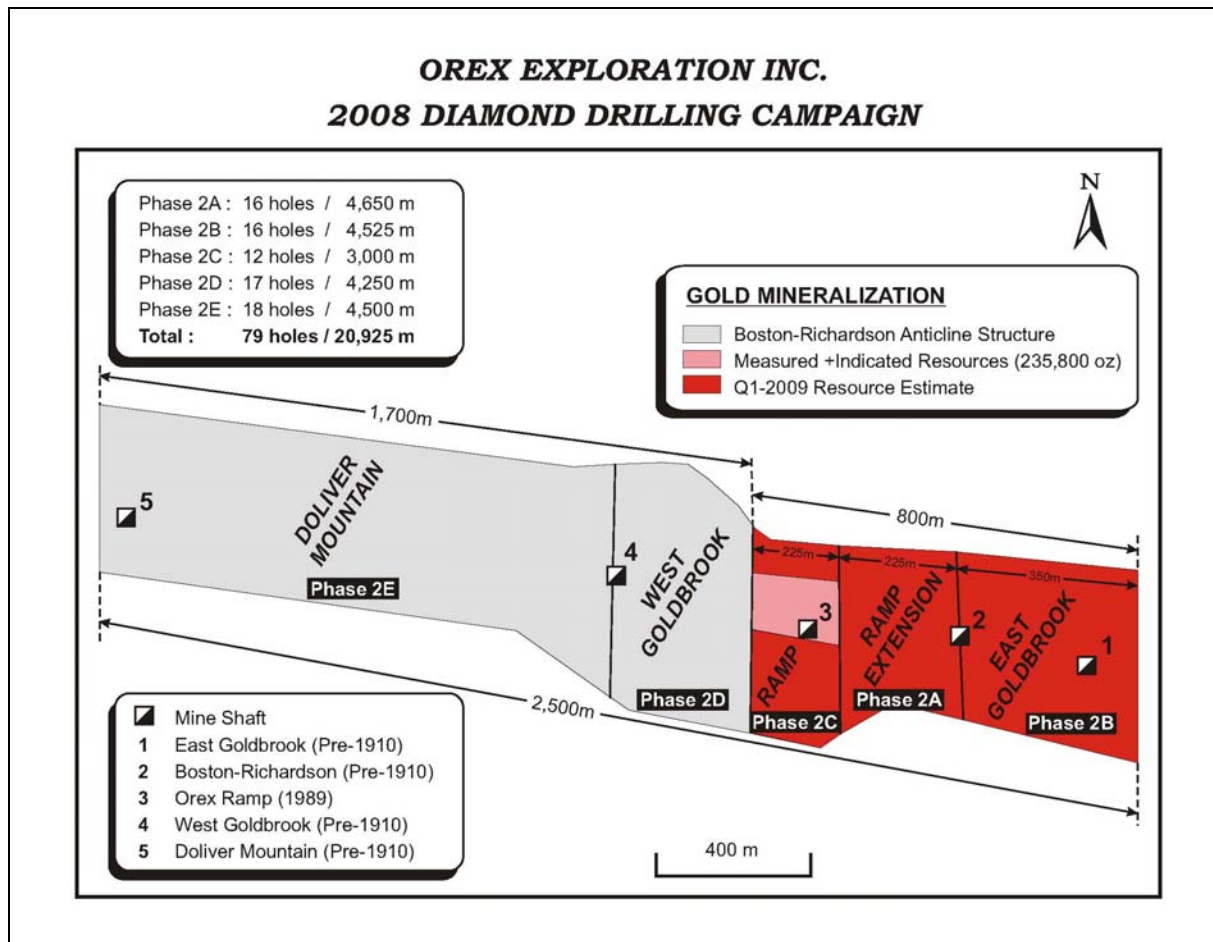 OREX EXPLORATION INC.
2008 DIAMOND DRILLING CAMPAIGN
Phase 2A : 16 holes / 4,650 m
Phase 2B : 16 holes / 4,525 m
Phase 2C : 12 holes / 3,000 m
Phase 2D : 17 holes / 4,250 m
Phase 2E : 18 holes / 4,500 m
Total : 79 holes / 20,925 m
N
GOLD MINERALIZATION
Boston-Richardson Anticline Structure
Measured +Indicated Resources (235,800 oz)
Q1-2009 Resource Estimate
1,700m
800m
225m
225m
350m
5
DOLIVER
MOUNTAIN
Phase 2E
4
WEST
GOLDBROOK
Phase 2D
3
RAMP
Phase 2C
RAMP
EXTENSION
Phase 2A
2
EAST
GOLDBROOK
1
Phase 2B
2,500m
Mine Shaft
1 East Goldbrook (Pre-1910)
2 Boston-Richardson (Pre-1910)
3 Orex Ramp (1989)
4 West Goldbrook (Pre-1910)
5 Doliver Mountain (Pre-1910)
400 m